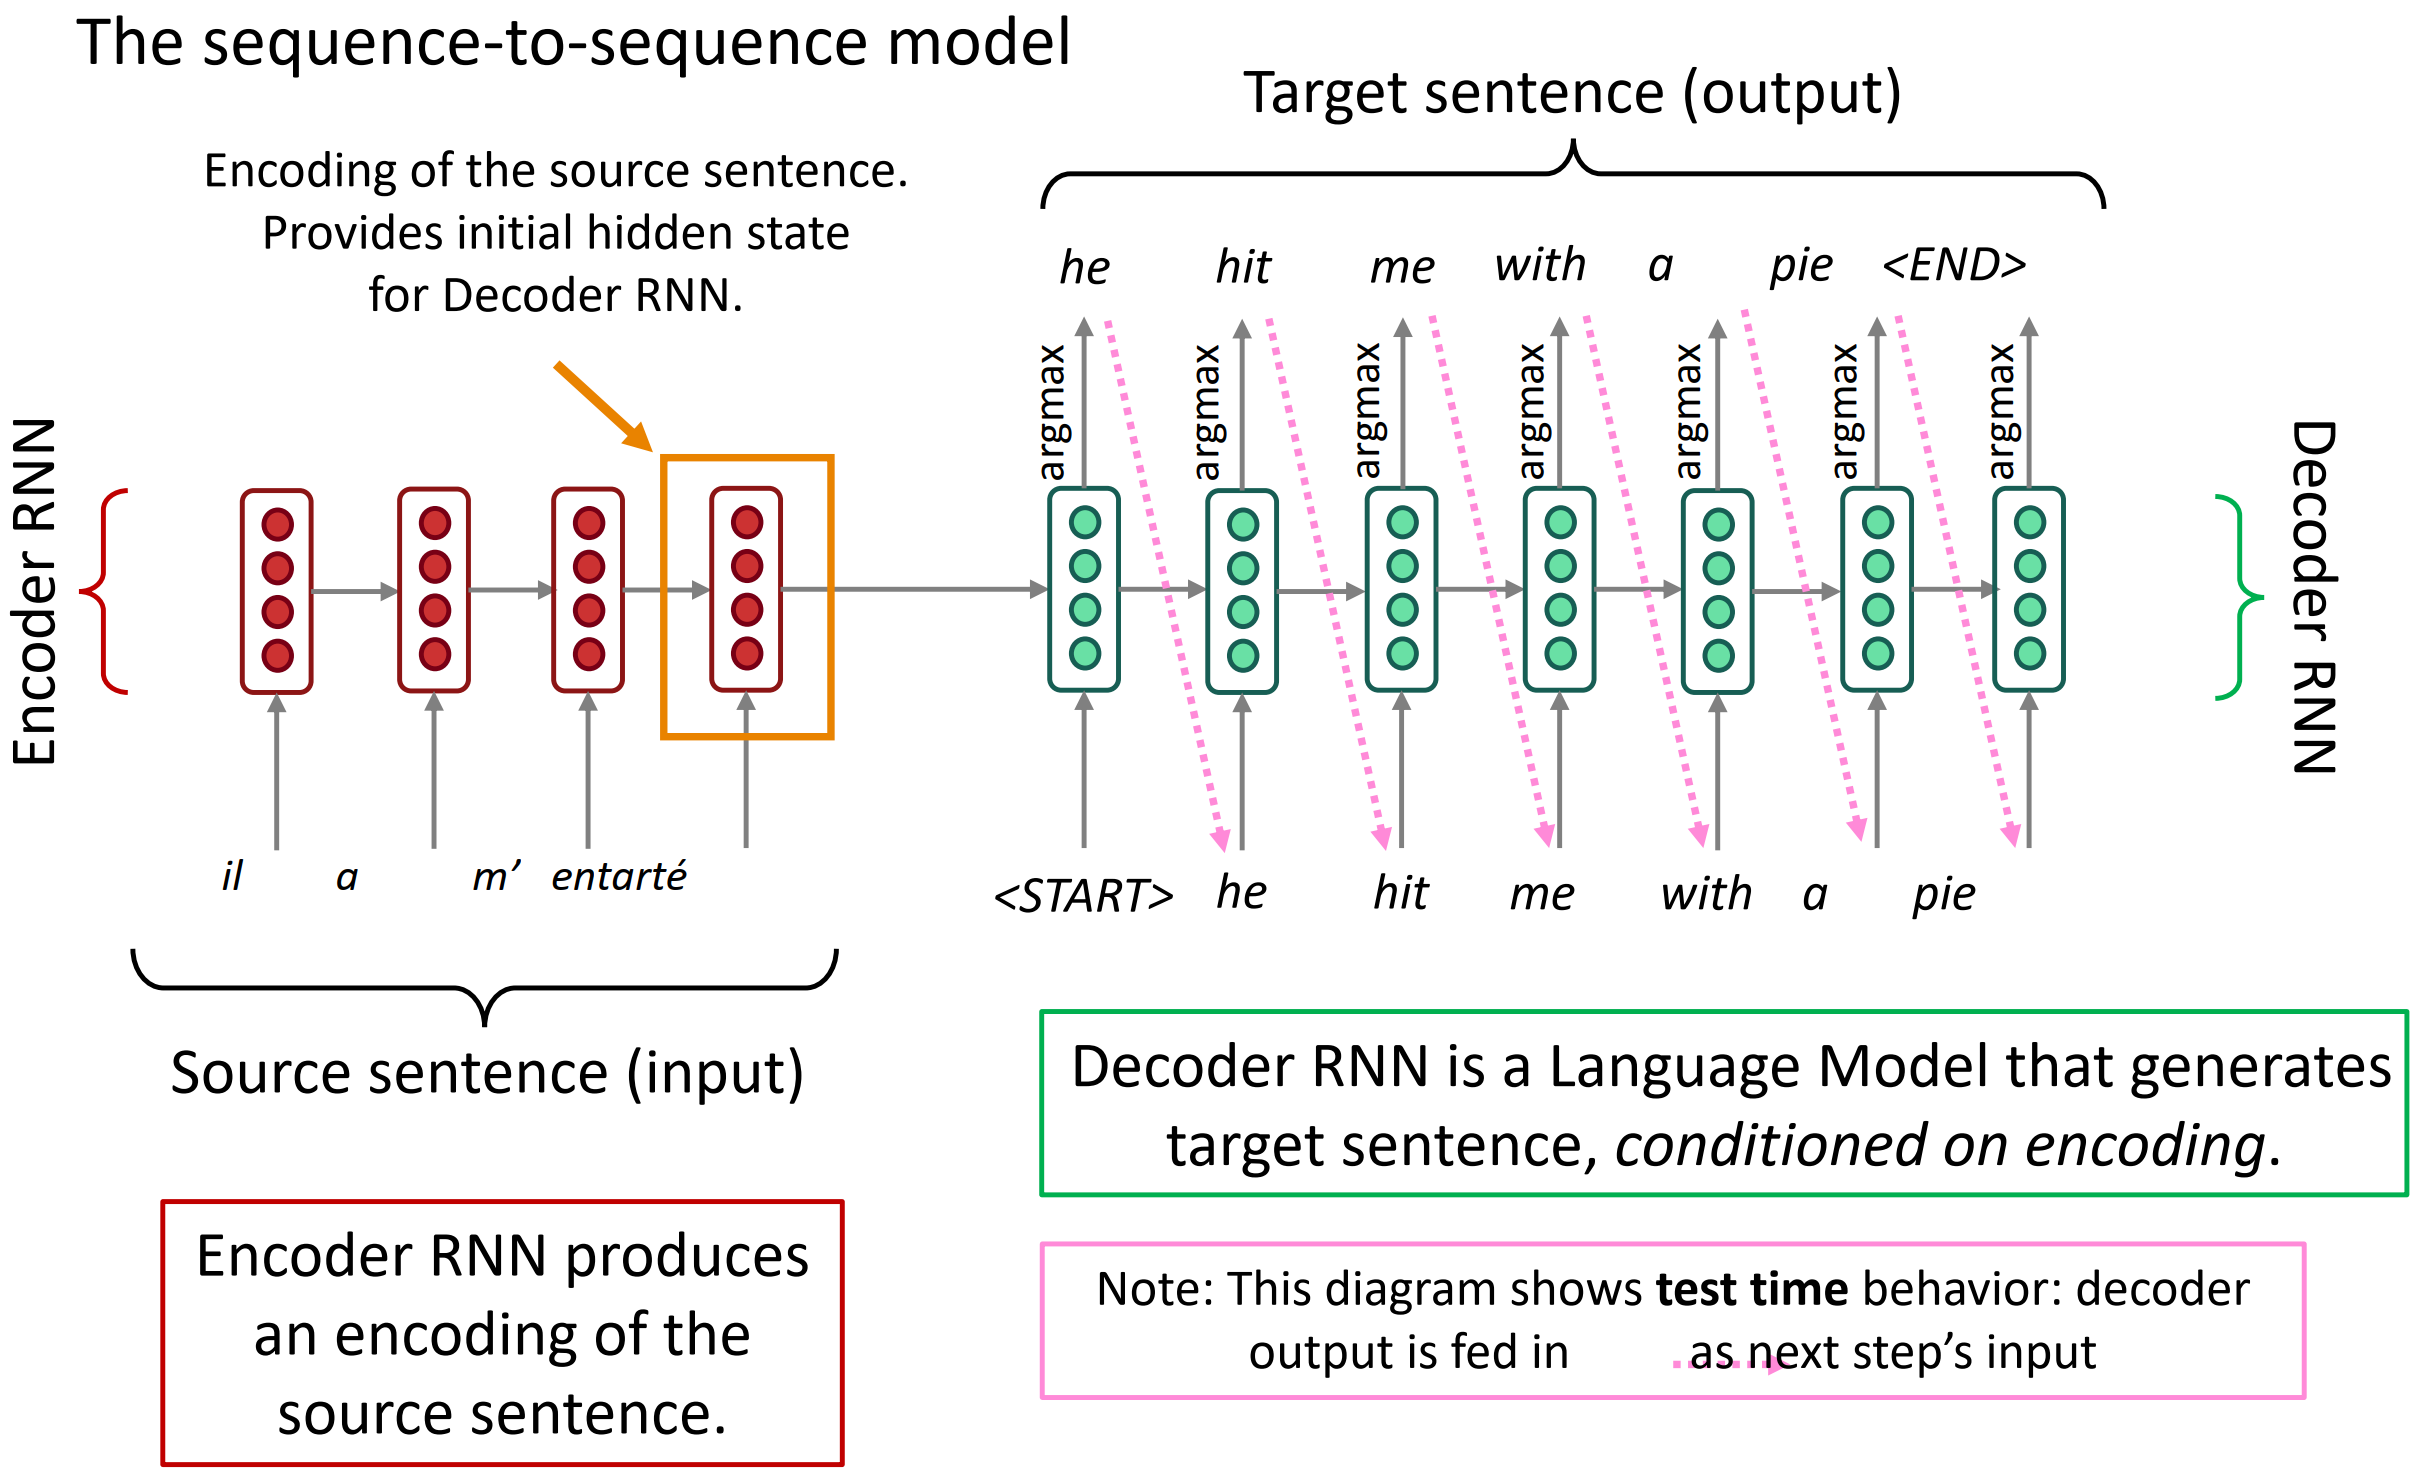 The sequence-to-sequence model
Target sentence (output)
Encoding of the source sentence.
Provides initial hidden state
for Decoder RNN.
he hit me with a pie <END>
argmax argmax argmax argmax argmax argmax argmax
Encoder RNN
Decoder RNN
il a m’ entarté
<START> he hit me with a pie
Source sentence (input)
Decoder RNN is a Language Model that generates
target sentence, conditioned on encoding.
Encoder RNN produces
an encoding of the
source sentence.
Note: This diagram shows test time behavior: decoder
output is fed in as next step’s input